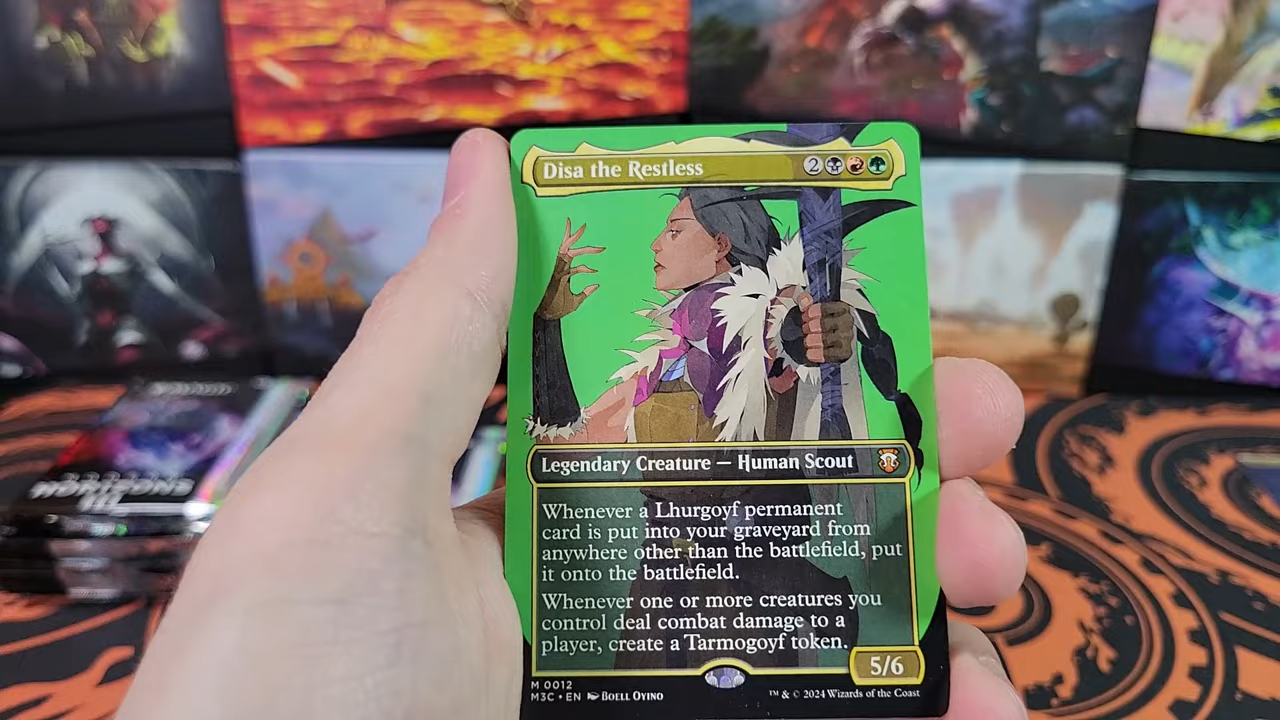 Disa the Restless 2
Legendary Creature — Human Scout
Whenever a Lhurgoyf permanent
card is put into your graveyard from
anywhere other than the battlefield, put
it onto the battlefield.
Whenever one or more creatures you
control deal combat damage to a
player, create a Tarmogoyf token.
5/6
M 0012
M3C • EN Boell Oyino
™ & © 2024 Wizards of the Coast